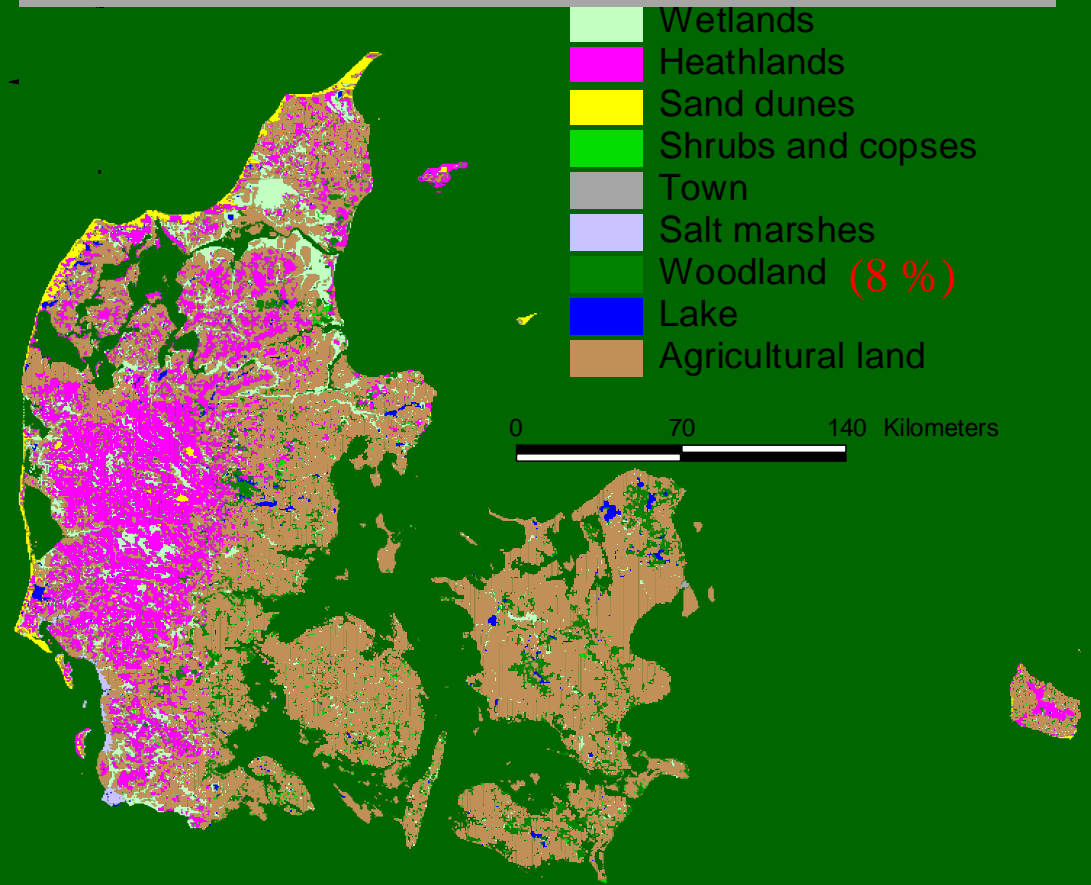 Wetlands
Heathlands
Sand dunes
Shrubs and copses
Town
Salt marshes
Woodland (8 %)
Lake
Agricultural land
0 70 140 Kilometers